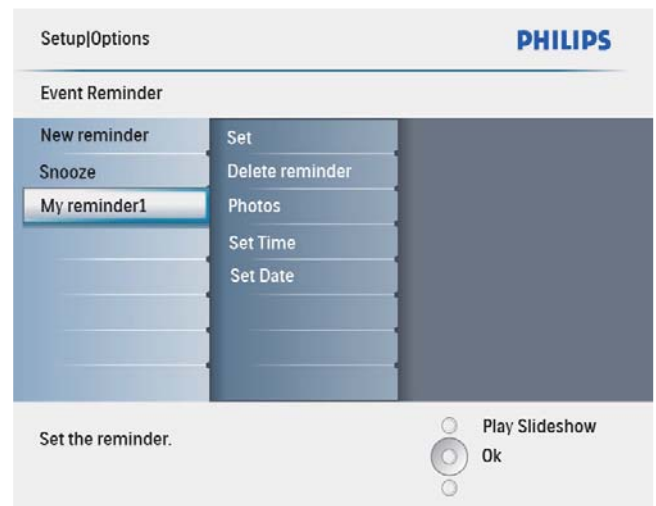 Setup|Options
PHILIPS
Event Reminder
New reminder
Snooze
My reminder1
Set
Delete reminder
Photos
Set Time
Set Date
Set the reminder.
Play Slideshow
Ok